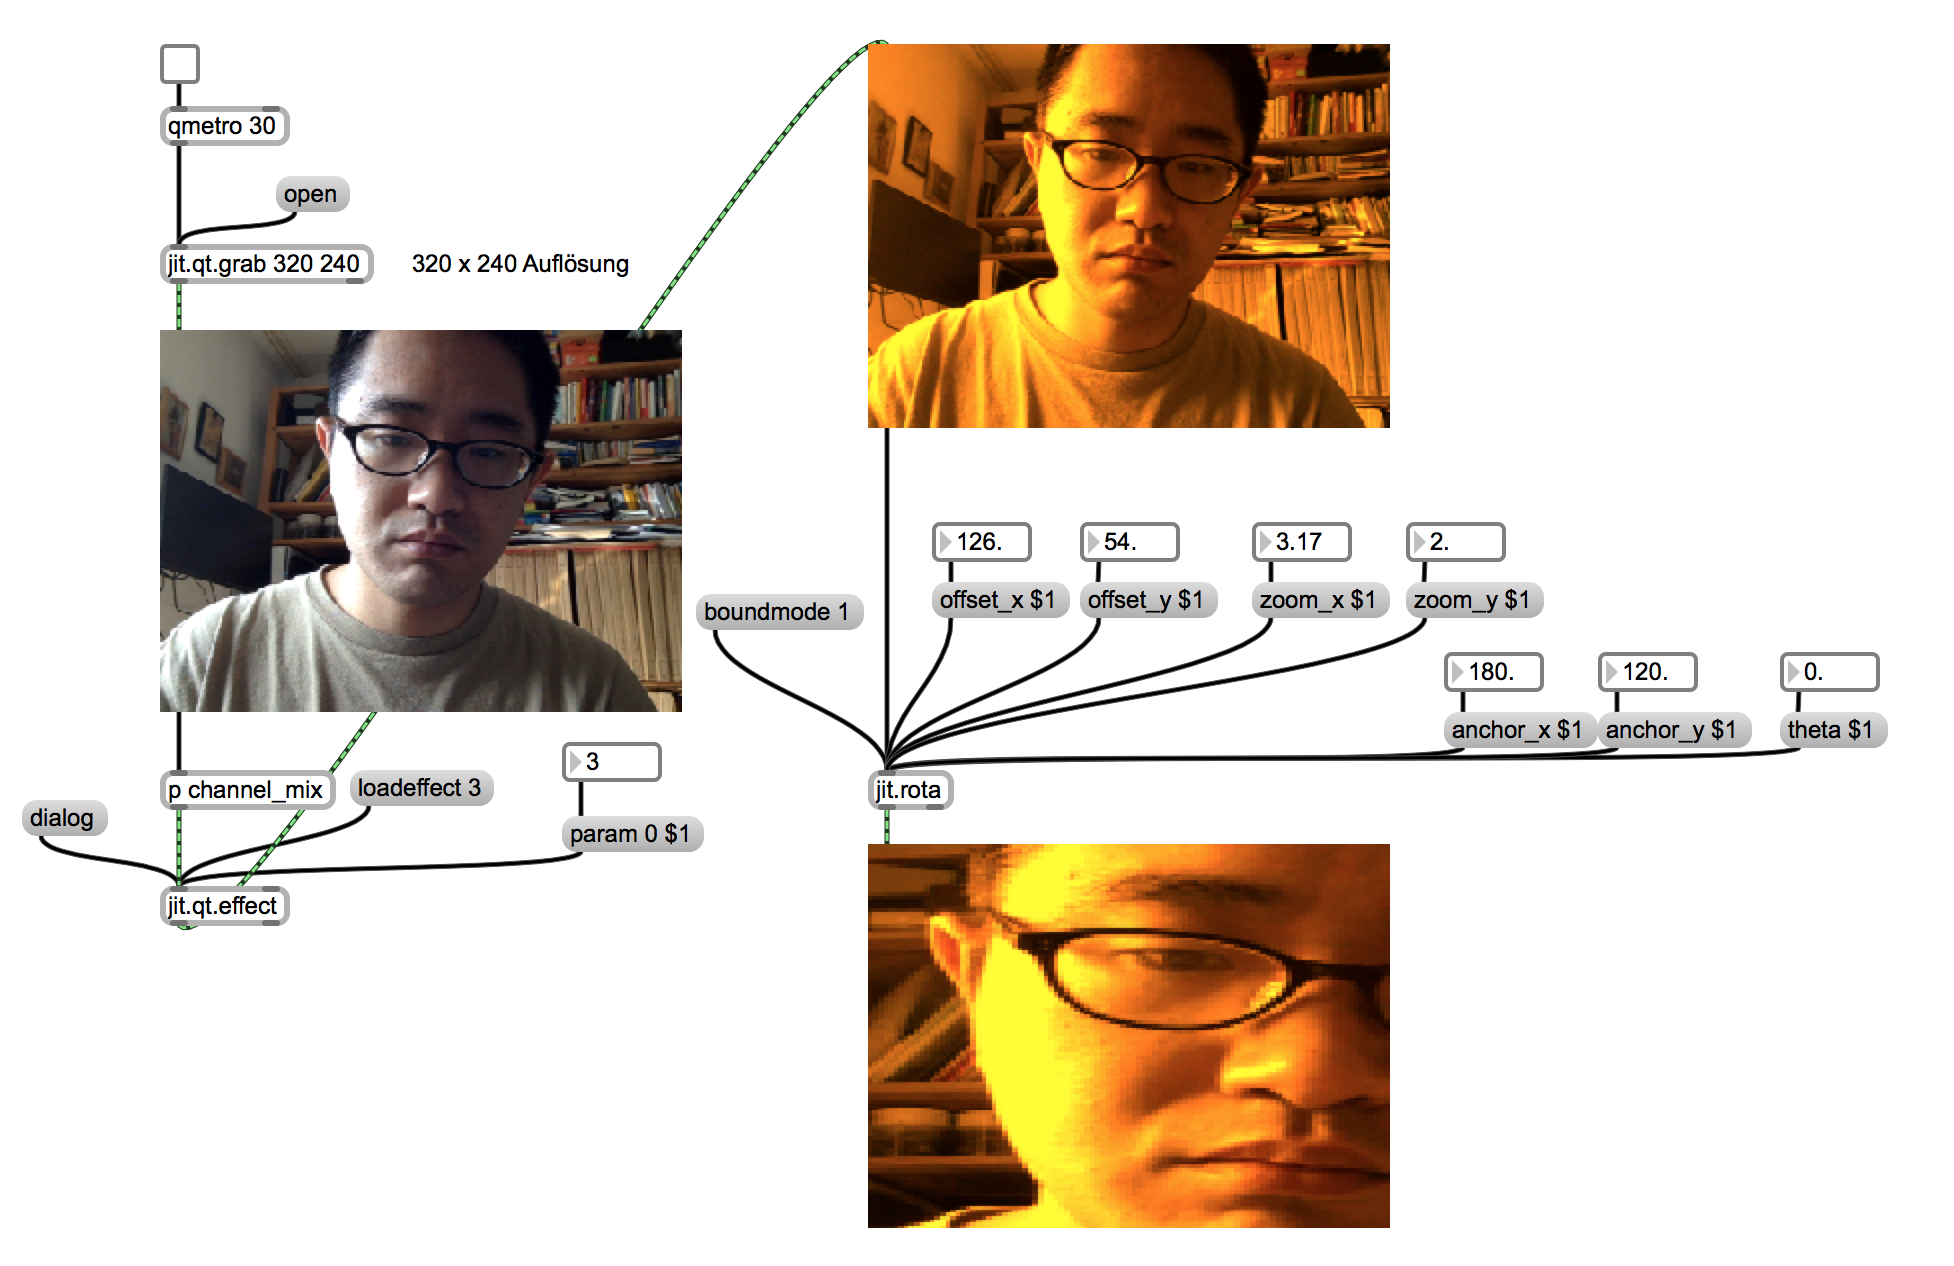 qmetro 30
open
jit.qt.grab 320 240
320 x 240 Auflösung
p channel_mix
loadeffect 3
3
dialog
param 0 $1
jit.qt.effect
126.
54.
3.17
2.
boundmode 1
offset_x $1
offset_y $1
zoom_x $1
zoom_y $1
180.
120.
0.
anchor_x $1
anchor_y $1
theta $1
jit.rota